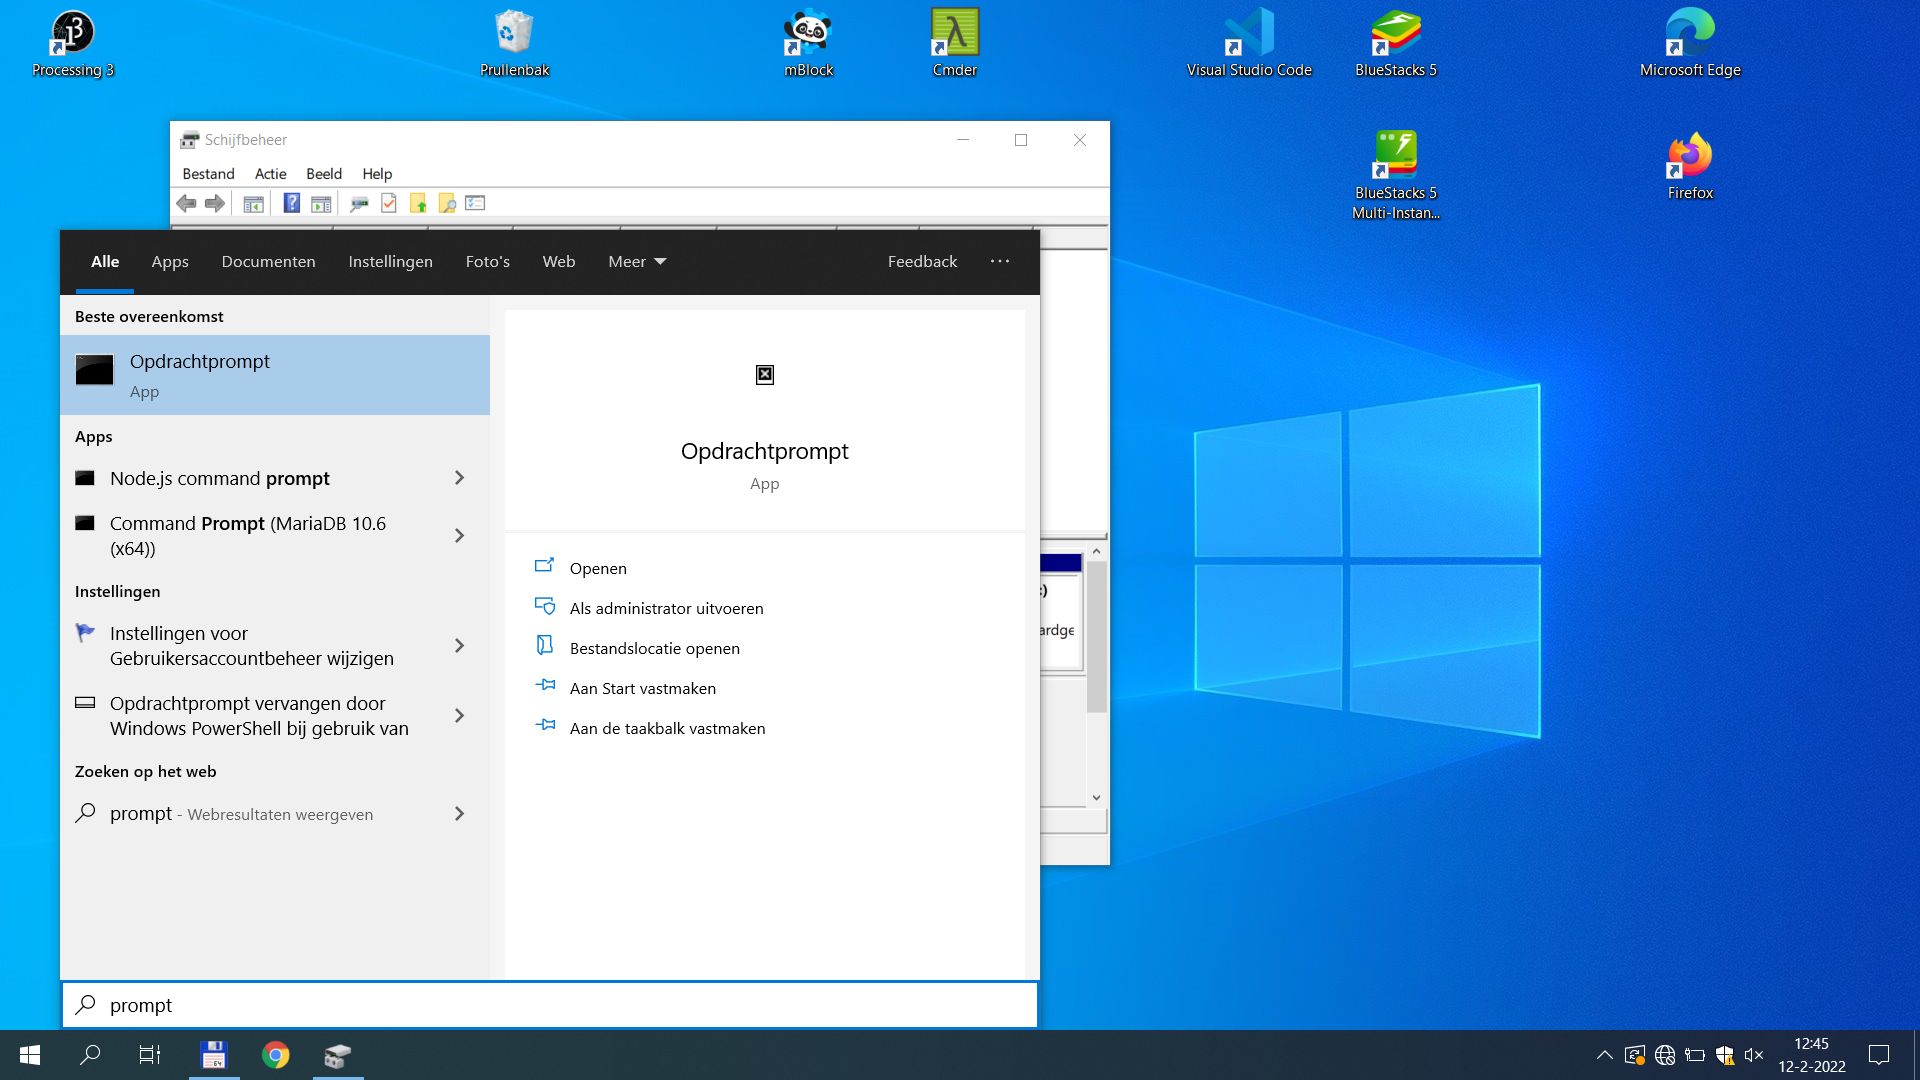 Processing 3
Prullenbak
mBlock
Cmder
Visual Studio Code
BlueStacks 5
Microsoft Edge
BlueStacks 5
Multi-Instan...
Firefox
Schijfbeheer
Bestand Actie Beeld Help
Alle Apps Documenten Instellingen Foto's Web Meer Feedback ...
Beste overeenkomst
Opdrachtprompt
App
Apps
Node.js command prompt
Command Prompt (MariaDB 10.6
(x64))
Instellingen
Instellingen voor
Gebruikersaccountbeheer wijzigen
Opdrachtprompt vervangen door
Windows PowerShell bij gebruik van
Zoeken op het web
prompt - Webresultaten weergeven
Opdrachtprompt
App
Openen
Als administrator uitvoeren
Bestandslocatie openen
Aan Start vastmaken
Aan de taakbalk vastmaken
:)
ardge
prompt
12:45
12-2-2022